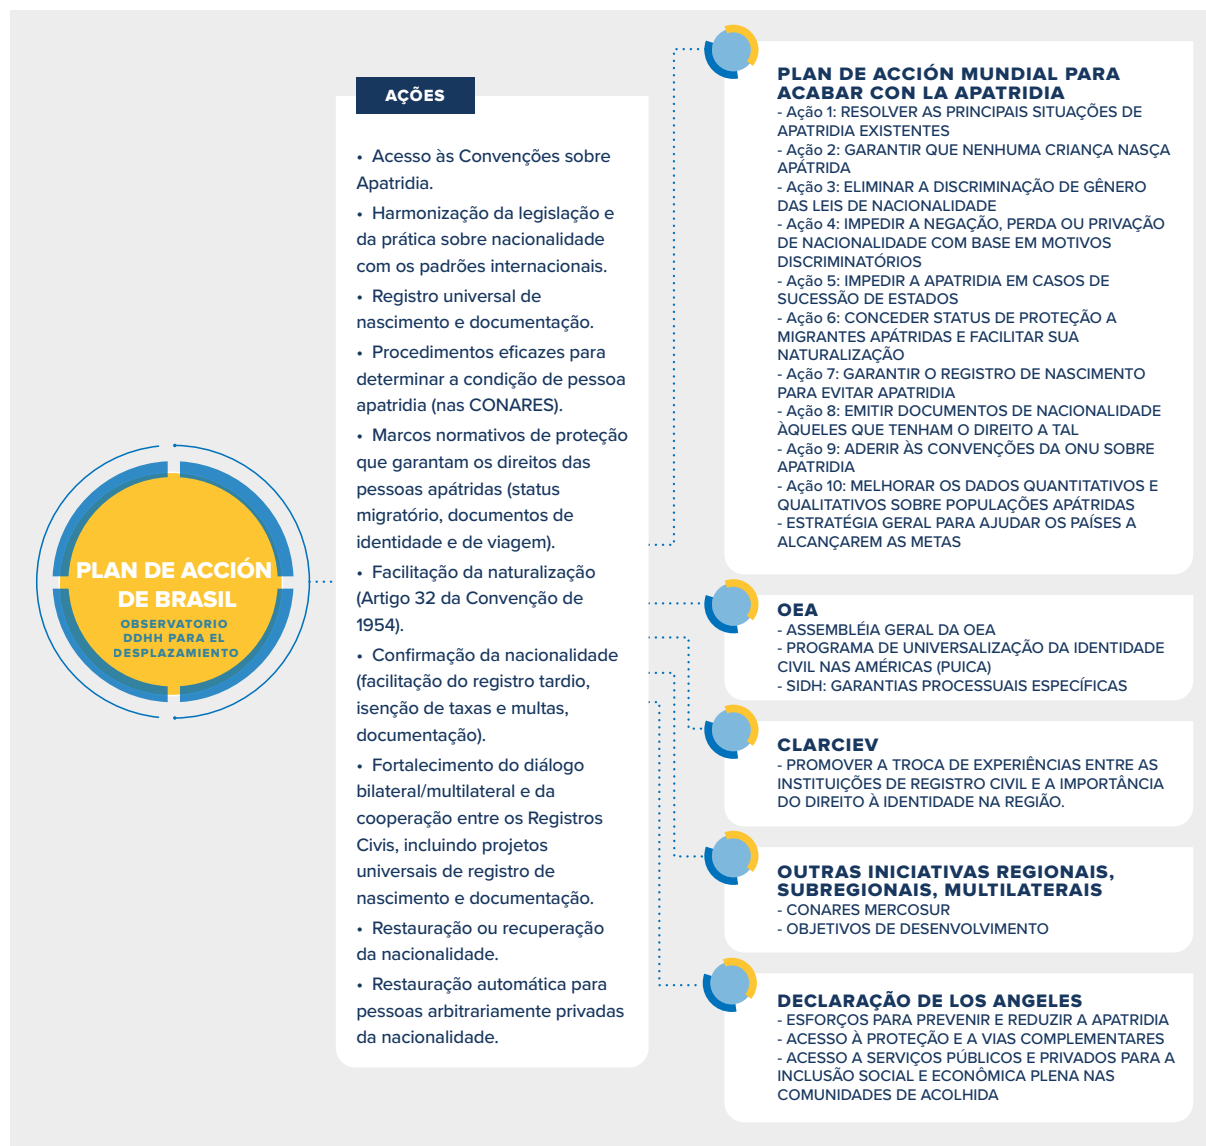 PLAN DE ACCIÓN
DE BRASIL
OBSERVATORIO
DDHH PARA EL
DESPLAZAMIENTO
AÇÕES
• Acesso às Convenções sobre
Apatridia.
• Harmonização da legislação e
da prática sobre nacionalidade
com os padrões internacionais.
• Registro universal de
nascimento e documentação.
• Procedimentos eficazes para
determinar a condição de pessoa
apatridia (nas CONARES).
• Marcos normativos de proteção
que garantam os direitos das
pessoas apátridas (status
migratório, documentos de
identidade e de viagem).
• Facilitação da naturalização
(Artigo 32 da Convenção de
1954).
• Confirmação da nacionalidade
(facilitação do registro tardio,
isenção de taxas e multas,
documentação).
• Fortalecimento do diálogo
bilateral/multilateral e da
cooperação entre os Registros
Civis, incluindo projetos
universais de registro de
nascimento e documentação.
• Restauração ou recuperação
da nacionalidade.
• Restauração automática para
pessoas arbitrariamente privadas
da nacionalidade.
PLAN DE ACCIÓN MUNDIAL PARA
ACABAR CON LA APATRIDIA
- Ação 1: RESOLVER AS PRINCIPAIS SITUAÇÕES DE
APATRIDIA EXISTENTES
- Ação 2: GARANTIR QUE NENHUMA CRIANÇA NASÇA
APÁTRIDA
- Ação 3: ELIMINAR A DISCRIMINAÇÃO DE GÊNERO
DAS LEIS DE NACIONALIDADE
- Ação 4: IMPEDIR A NEGAÇÃO, PERDA OU PRIVAÇÃO
DE NACIONALIDADE COM BASE EM MOTIVOS
DISCRIMINATÓRIOS
- Ação 5: IMPEDIR A APATRIDIA EM CASOS DE
SUCESSÃO DE ESTADOS
- Ação 6: CONCEDER STATUS DE PROTEÇÃO A
MIGRANTES APÁTRIDAS E FACILITAR SUA
NATURALIZAÇÃO
- Ação 7: GARANTIR O REGISTRO DE NASCIMENTO
PARA EVITAR APATRIDIA
- Ação 8: EMITIR DOCUMENTOS DE NACIONALIDADE
ÀQUELES QUE TENHAM O DIREITO A TAL
- Ação 9: ADERIR ÀS CONVENÇÕES DA ONU SOBRE
APATRIDIA
- Ação 10: MELHORAR OS DADOS QUANTITATIVOS E
QUALITATIVOS SOBRE POPULAÇÕES APÁTRIDAS
- ESTRATÉGIA GERAL PARA AJUDAR OS PAÍSES A
ALCANÇAREM AS METAS
OEA
- ASSEMBLÉIA GERAL DA OEA
- PROGRAMA DE UNIVERSALIZAÇÃO DA IDENTIDADE
CIVIL NAS AMÉRICAS (PUICA)
- SIDH: GARANTIAS PROCESSUAIS ESPECÍFICAS
CLARCIEV
- PROMOVER A TROCA DE EXPERIÊNCIAS ENTRE AS
INSTITUIÇÕES DE REGISTRO CIVIL E A IMPORTÂNCIA
DO DIREITO À IDENTIDADE NA REGIÃO.
OUTRAS INICIATIVAS REGIONAIS,
SUBREGIONAIS, MULTILATERAIS
- CONARES MERCOSUR
- OBJETIVOS DE DESENVOLVIMENTO
DECLARAÇÃO DE LOS ANGELES
- ESFORÇOS PARA PREVENIR E REDUZIR A APATRIDIA
- ACESSO À PROTEÇÃO E A VIAS COMPLEMENTARES
- ACESSO A SERVIÇOS PÚBLICOS E PRIVADOS PARA A
INCLUSÃO SOCIAL E ECONÔMICA PLENA NAS
COMUNIDADES DE ACOLHIDA